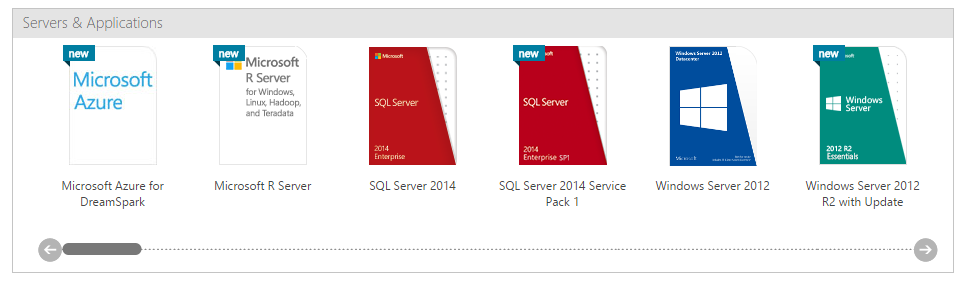 Servers & Applications
new
Microsoft
Azure
Microsoft Azure for
DreamSpark
new
Microsoft
R Server
for Windows,
Linux, Hadoop,
and Teradata
Microsoft R Server
Microsoft
SQL Server
2014
Enterprise
SQL Server 2014
new
SQL Server
2014
Enterprise SP1
SQL Server 2014 Service
Pack 1
Windows Server 2012
Datacenter
Microsoft
Windows Server 2012
new
Windows
Server
2012 R2
Essentials
Windows Server 2012
R2 with Update